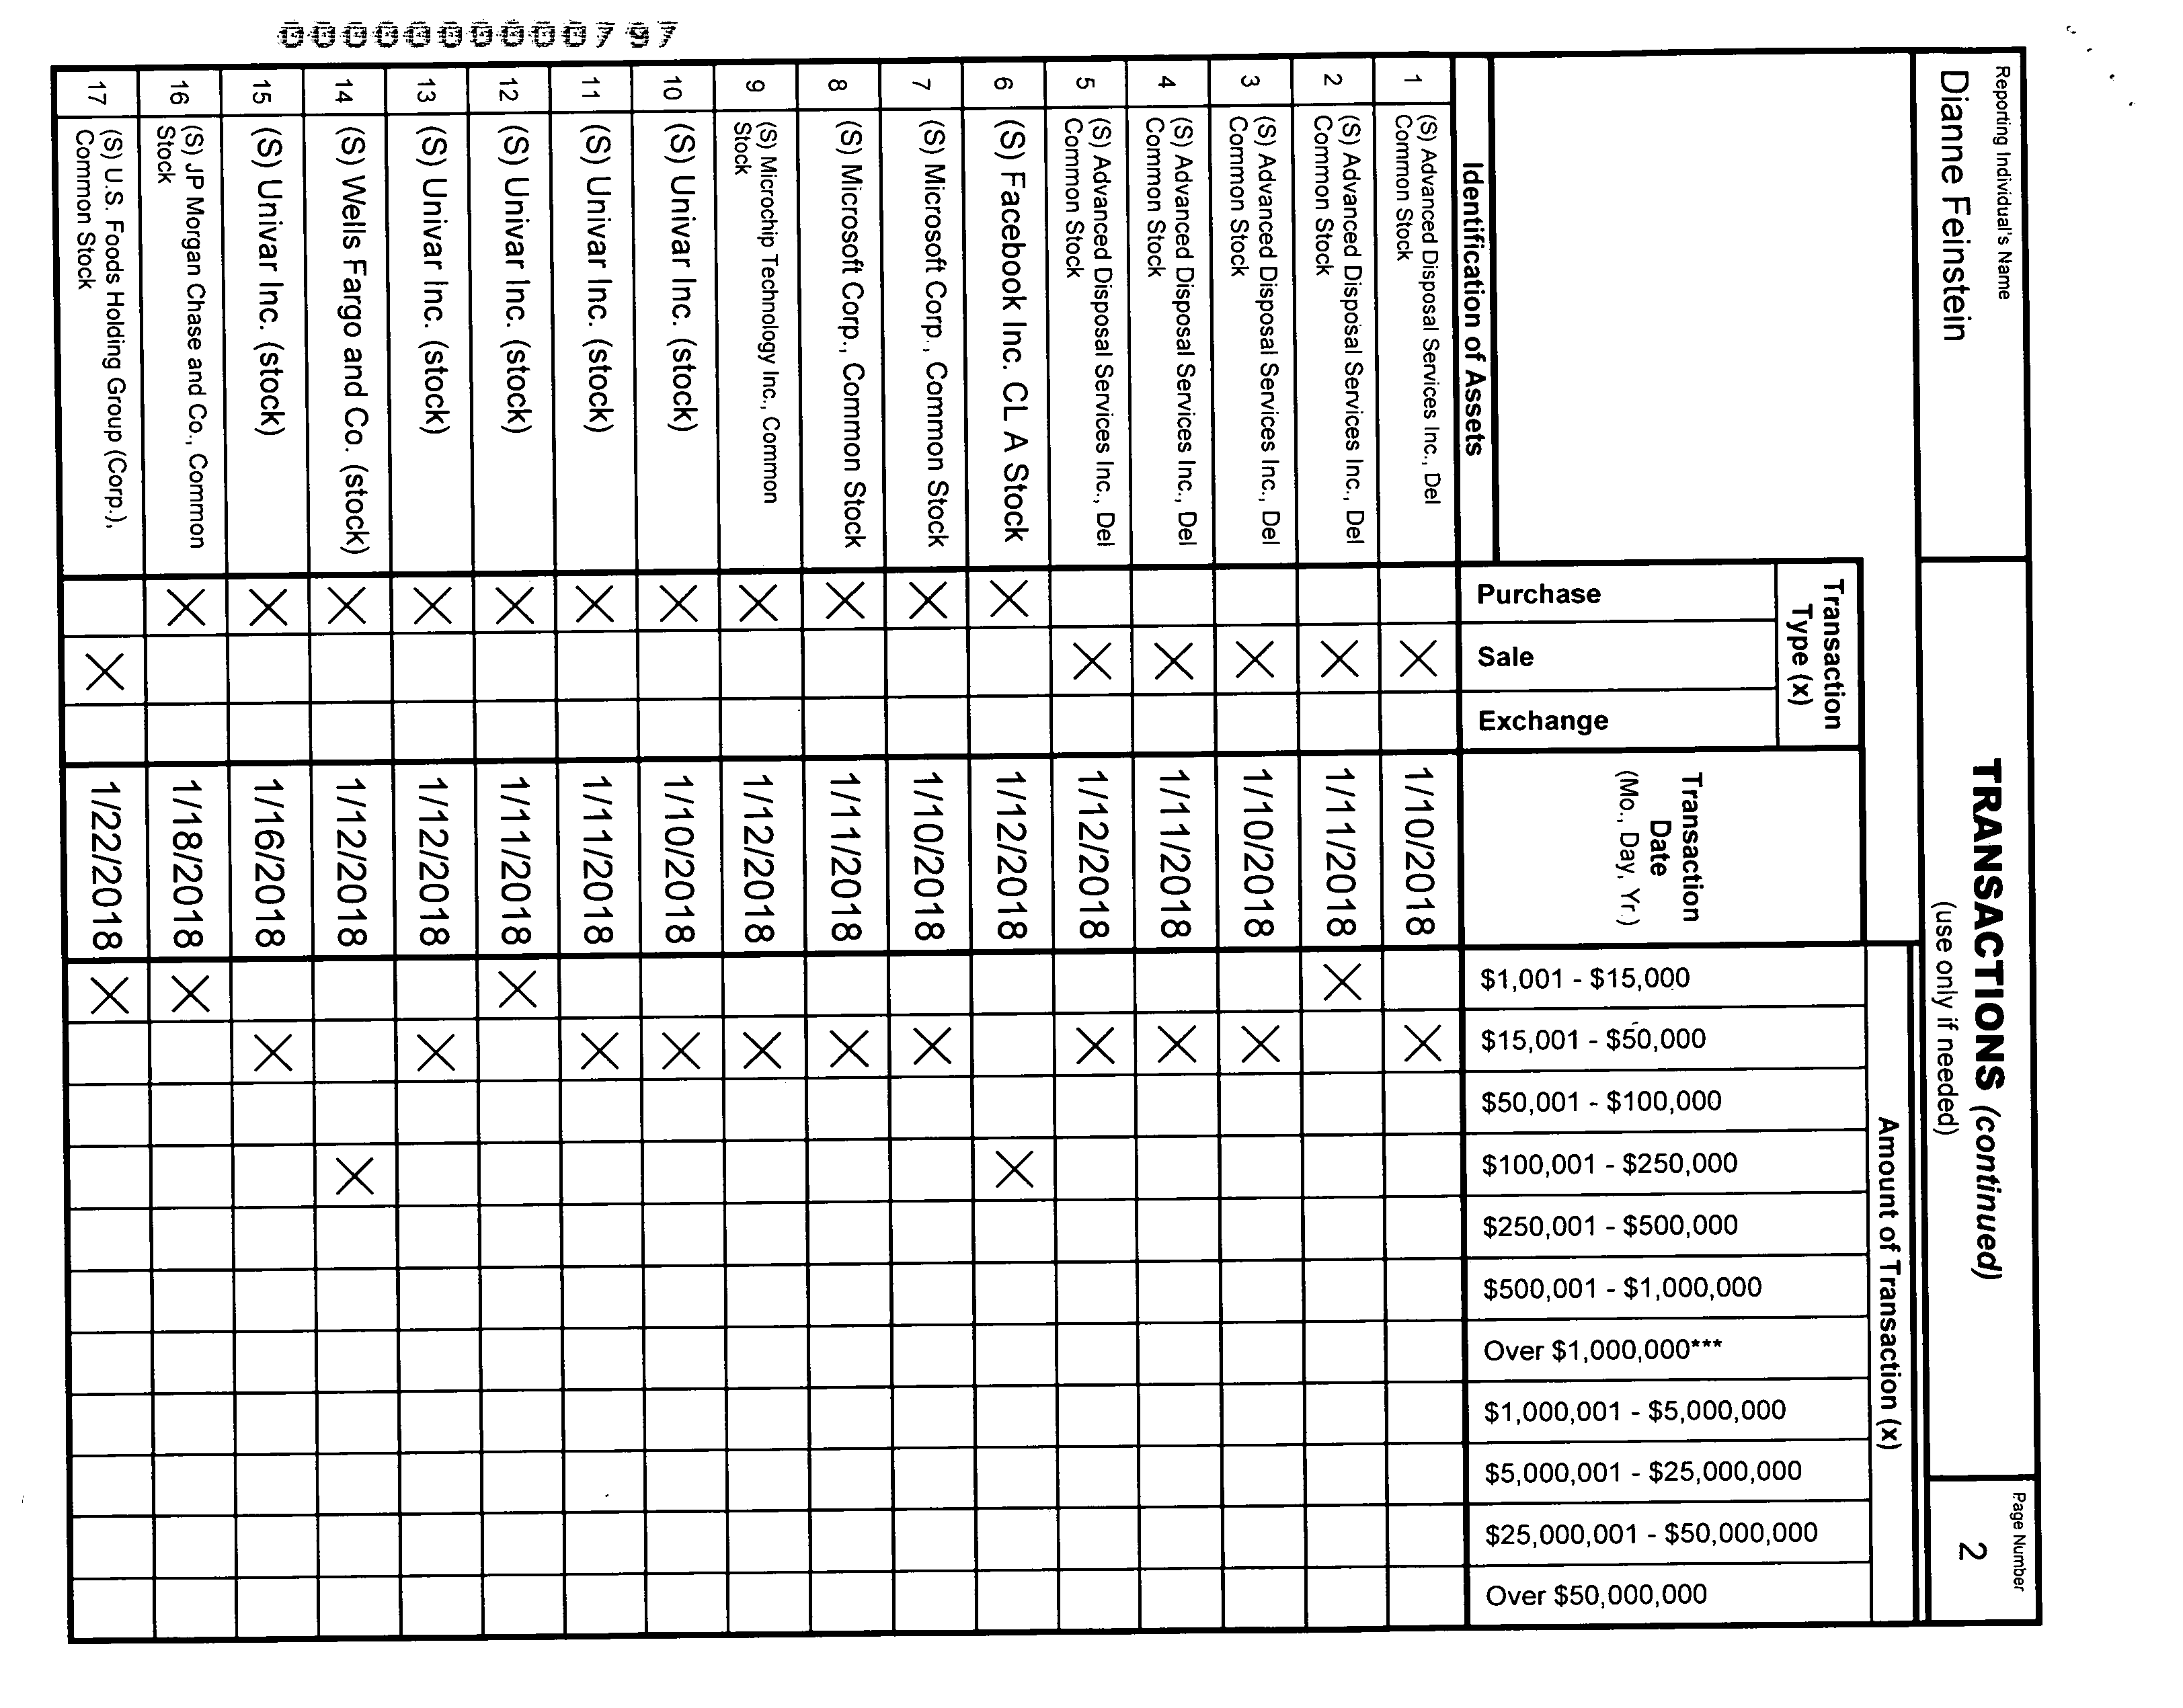 Reporting Individual's Name
Dianne Feinstein
TRANSACTIONS (continued)
(use only if needed)
Page Number
2
Identification of Assets
Transaction
Type (x)
Purchase
Sale
Exchange
Transaction
Date
(Mo., Day, Yr.)
Amount of Transaction (x)
$1,001 - $15,000
$15,001 - $50,000
$50,001 - $100,000
$100,001 - $250,000
$250,001 - $500,000
$500,001 - $1,000,000
Over $1,000,000***
$1,000,001 - $5,000,000
$5,000,001 - $25,000,000
$25,000,001 - $50,000,000
Over $50,000,000
1 (S) Advanced Disposal Services Inc., Del
Common Stock X 1/10/2018 X
2 (S) Advanced Disposal Services Inc., Del
Common Stock X 1/11/2018 X
3 (S) Advanced Disposal Services Inc., Del
Common Stock X 1/10/2018 X
4 (S) Advanced Disposal Services Inc., Del
Common Stock X 1/11/2018 X
5 (S) Advanced Disposal Services Inc., Del
Common Stock X 1/12/2018 X
6 (S) Facebook Inc. CL A Stock X 1/12/2018 X
7 (S) Microsoft Corp., Common Stock X 1/10/2018 X
8 (S) Microsoft Corp., Common Stock X 1/11/2018 X
9 (S) Microchip Technology Inc., Common
Stock X 1/12/2018 X
10 (S) Univar Inc. (stock) X 1/10/2018 X
11 (S) Univar Inc. (stock) X 1/11/2018 X
12 (S) Univar Inc. (stock) X 1/11/2018 X
13 (S) Univar Inc. (stock) X 1/12/2018 X
14 (S) Wells Fargo and Co. (stock) X 1/12/2018 X
15 (S) Univar Inc. (stock) X 1/16/2018 X
16 (S) JP Morgan Chase and Co., Common
Stock X 1/18/2018 X
17 (S) U.S. Foods Holding Group (Corp.),
Common Stock X 1/22/2018 X